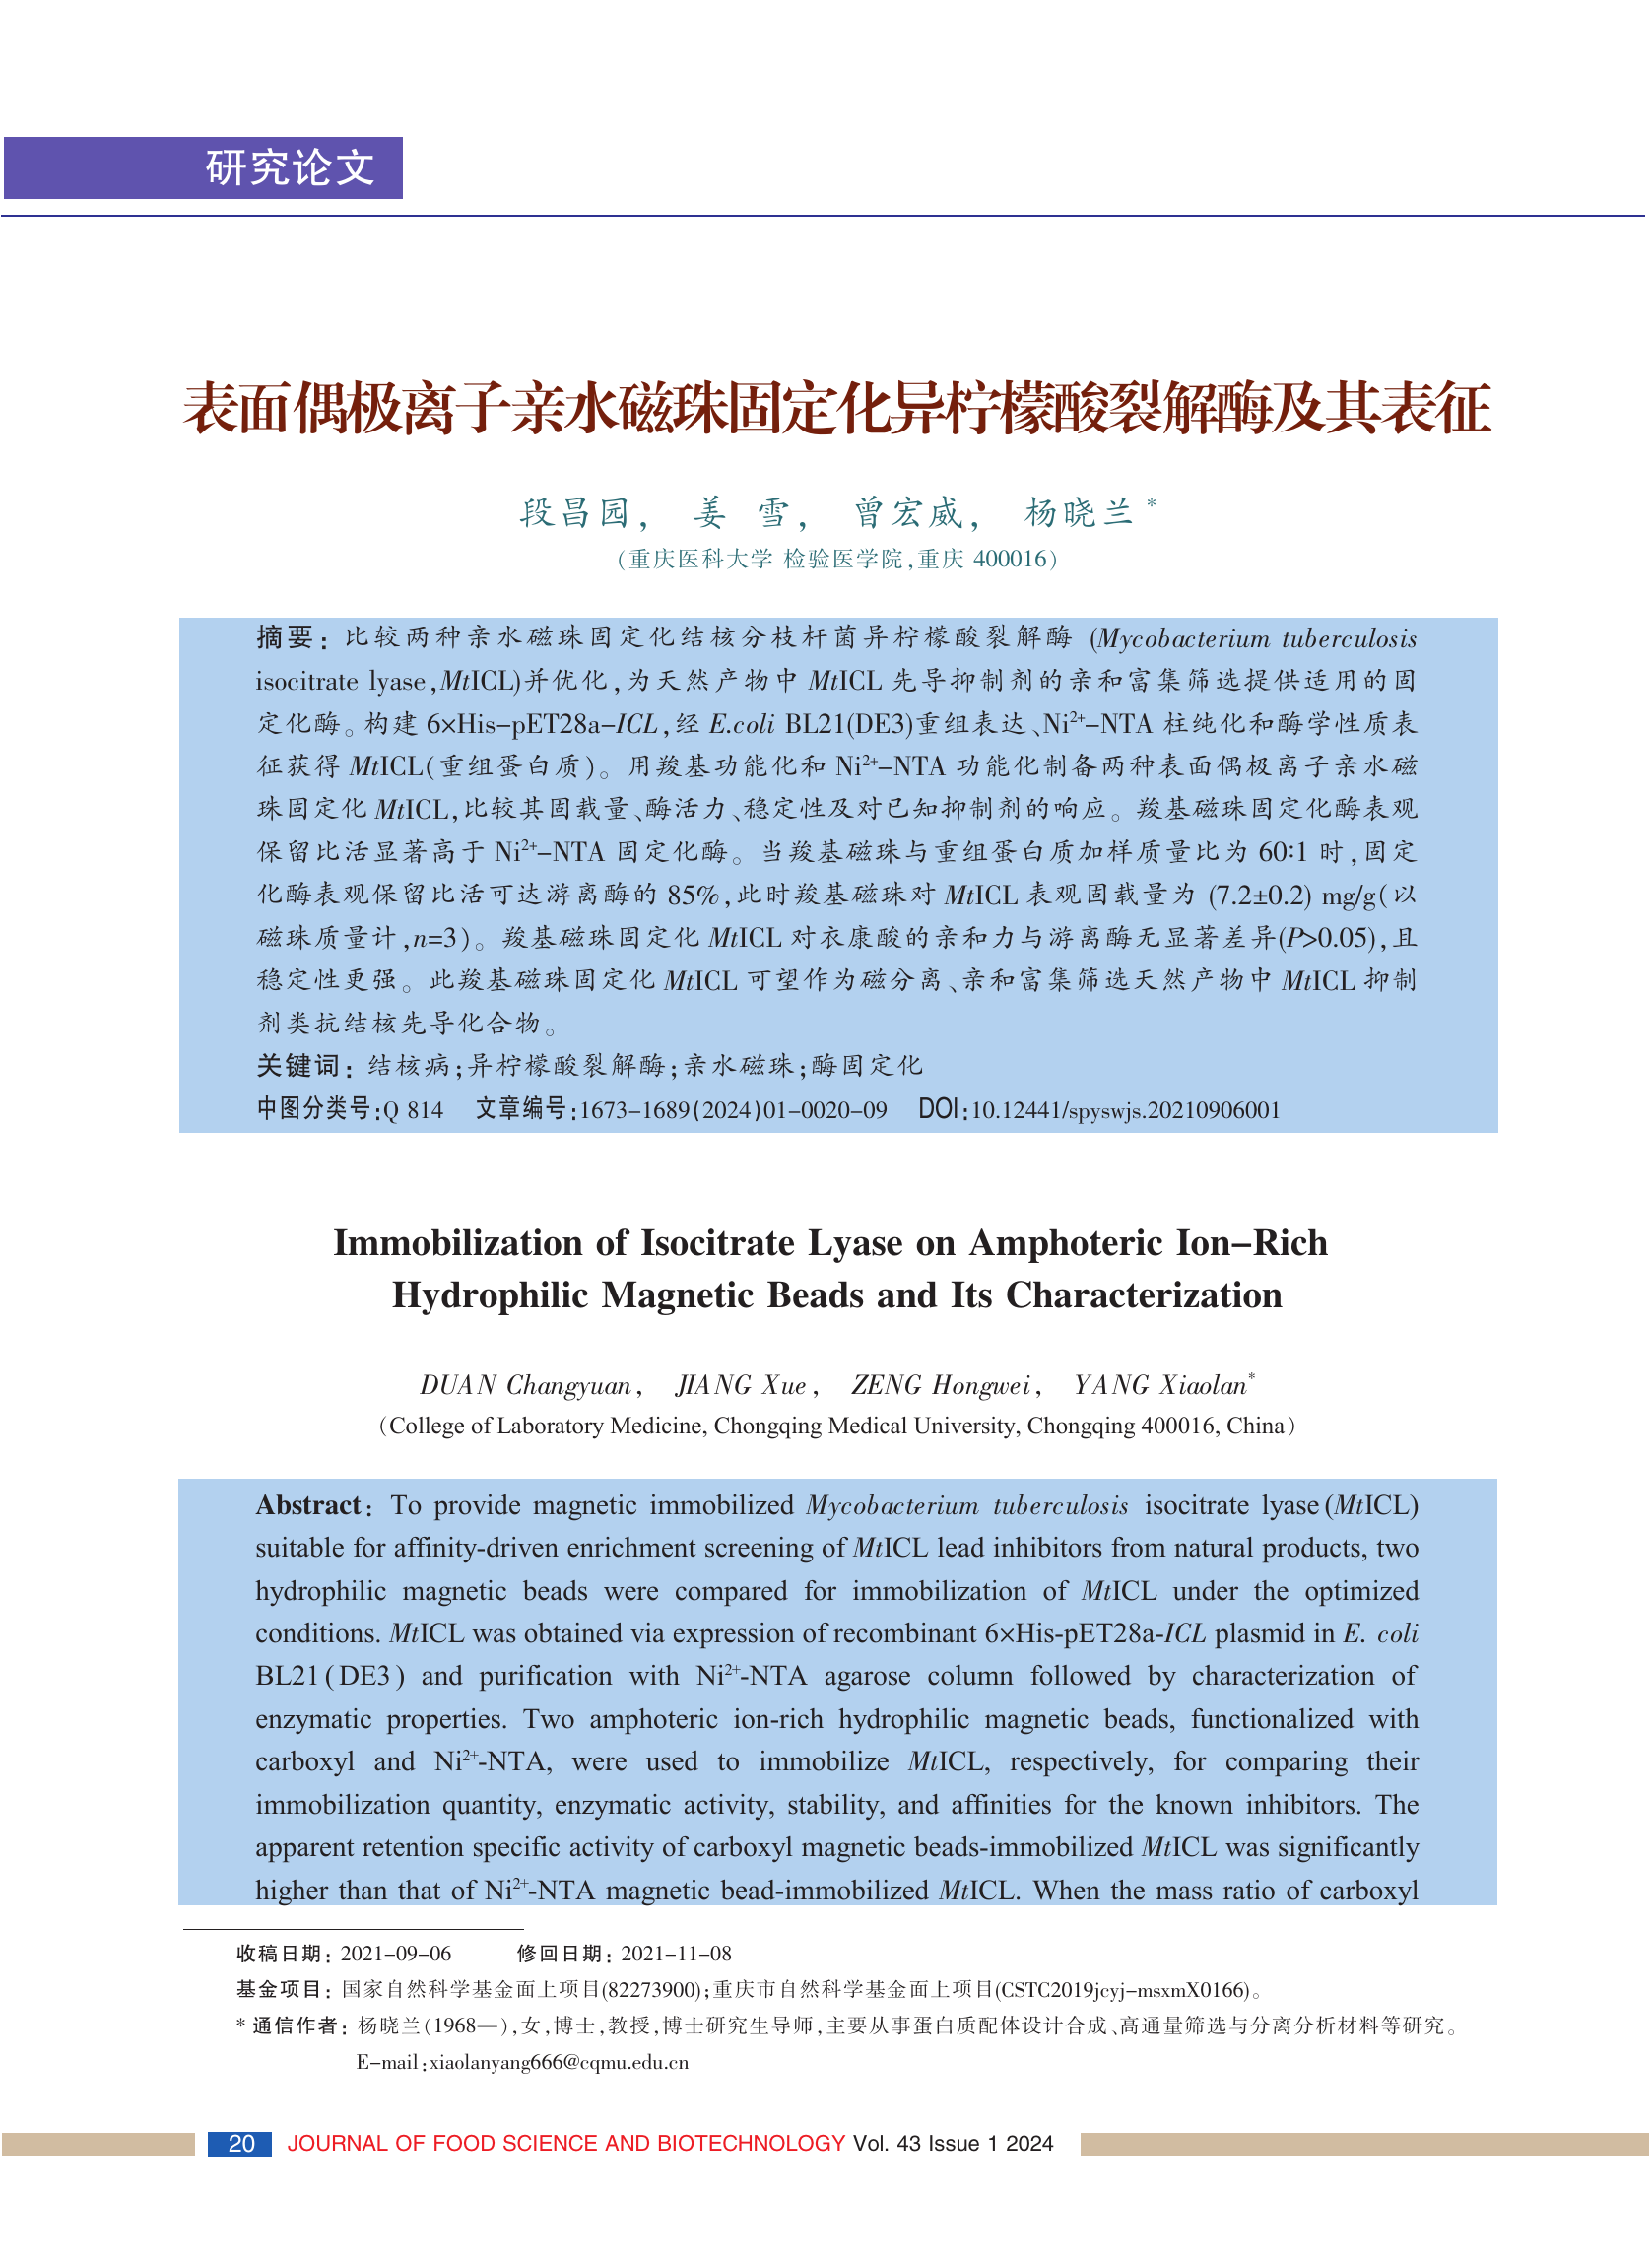 研究论文
表面偶极离子亲水磁珠固定化异柠檬酸裂解酶及其表征
段昌园, 姜 雪, 曾宏威, 杨晓兰*
(重庆医科大学 检验医学院,重庆 400016)
摘要: 比较两种亲水磁珠固定化结核分枝杆菌异柠檬酸裂解酶 (Mycobacterium tuberculosis
isocitrate lyase,MtICL)并优化,为天然产物中 MtICL 先导抑制剂的亲和富集筛选提供适用的固
定化酶。构建 6×His-pET28a-ICL,经 E.coli BL21(DE3)重组表达、Ni²⁺-NTA 柱纯化和酶学性质表
征获得 MtICL(重组蛋白质)。用羧基功能化和 Ni²⁺-NTA 功能化制备两种表面偶极离子亲水磁
珠固定化 MtICL,比较其固载量、酶活力、稳定性及对已知抑制剂的响应。羧基磁珠固定化酶表观
保留比活显著高于 Ni²⁺-NTA 固定化酶。当羧基磁珠与重组蛋白质加样质量比为 60:1 时,固定
化酶表观保留比活可达游离酶的 85%,此时羧基磁珠对 MtICL 表观固载量为 (7.2±0.2) mg/g(以
磁珠质量计,n=3)。羧基磁珠固定化 MtICL 对衣康酸的亲和力与游离酶无显著差异(P>0.05),且
稳定性更强。此羧基磁珠固定化 MtICL 可望作为磁分离、亲和富集筛选天然产物中 MtICL 抑制
剂类抗结核先导化合物。
关键词: 结核病;异柠檬酸裂解酶;亲水磁珠;酶固定化
中图分类号:Q 814 文章编号:1673-1689(2024)01-0020-09 DOI:10.12441/spyswjs.20210906001
Immobilization of Isocitrate Lyase on Amphoteric Ion-Rich
Hydrophilic Magnetic Beads and Its Characterization
DUAN Changyuan, JIANG Xue, ZENG Hongwei, YANG Xiaolan*
(College of Laboratory Medicine, Chongqing Medical University, Chongqing 400016, China)
Abstract: To provide magnetic immobilized Mycobacterium tuberculosis isocitrate lyase(MtICL)
suitable for affinity-driven enrichment screening of MtICL lead inhibitors from natural products, two
hydrophilic magnetic beads were compared for immobilization of MtICL under the optimized
conditions. MtICL was obtained via expression of recombinant 6×His-pET28a-ICL plasmid in E. coli
BL21(DE3) and purification with Ni²⁺-NTA agarose column followed by characterization of
enzymatic properties. Two amphoteric ion-rich hydrophilic magnetic beads, functionalized with
carboxyl and Ni²⁺-NTA, were used to immobilize MtICL, respectively, for comparing their
immobilization quantity, enzymatic activity, stability, and affinities for the known inhibitors. The
apparent retention specific activity of carboxyl magnetic beads-immobilized MtICL was significantly
higher than that of Ni²⁺-NTA magnetic bead-immobilized MtICL. When the mass ratio of carboxyl
收稿日期: 2021-09-06 修回日期: 2021-11-08
基金项目: 国家自然科学基金面上项目(82273900);重庆市自然科学基金面上项目(CSTC2019jcyj-msxmX0166)。
* 通信作者: 杨晓兰(1968—),女,博士,教授,博士研究生导师,主要从事蛋白质配体设计合成、高通量筛选与分离分析材料等研究。
E-mail:xiaolanyang666@cqmu.edu.cn
20 JOURNAL OF FOOD SCIENCE AND BIOTECHNOLOGY Vol. 43 Issue 1 2024